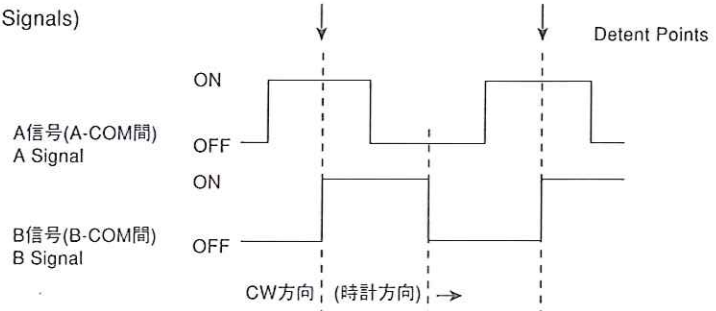 Signals)
Detent Points
ON
A信号(A-COM間)
A Signal
OFF
ON
B信号(B-COM間)
B Signal
OFF
CW方向 (時計方向) →